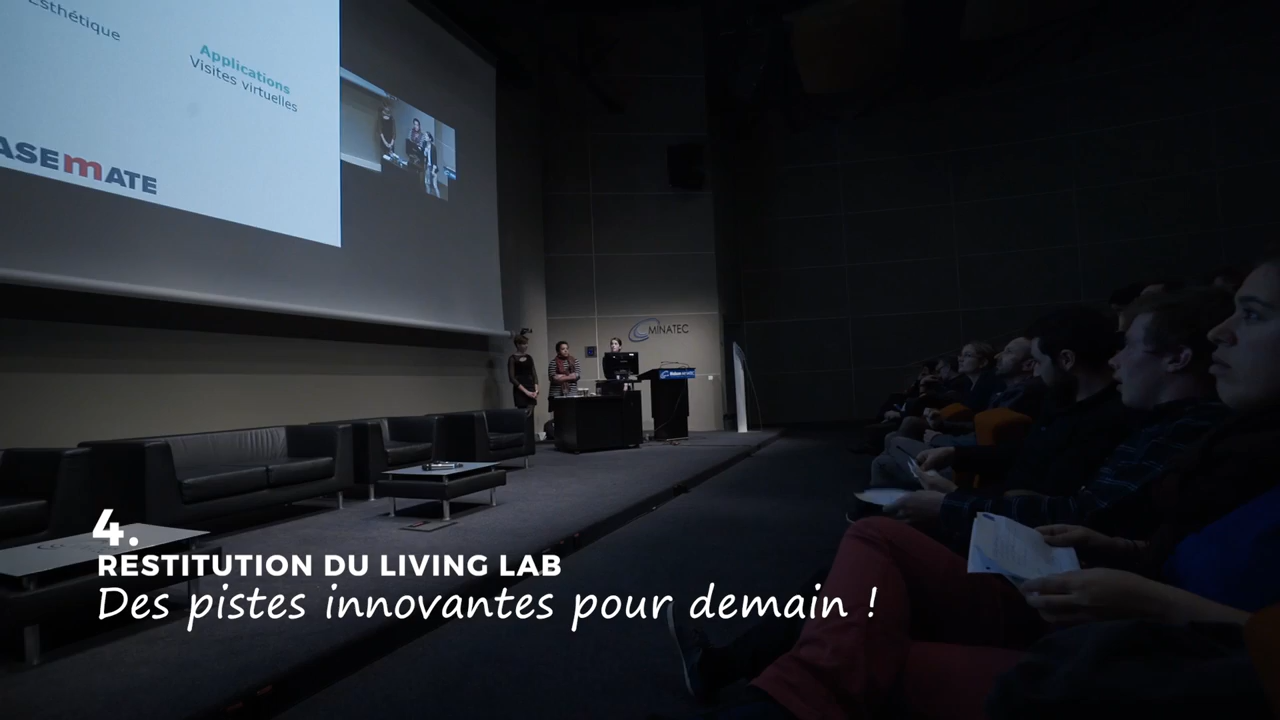 Esthétique
Applications
Visites virtuelles
ASEmATE
MINATEC
4.
RESTITUTION DU LIVING LAB
Des pistes innovantes pour demain !